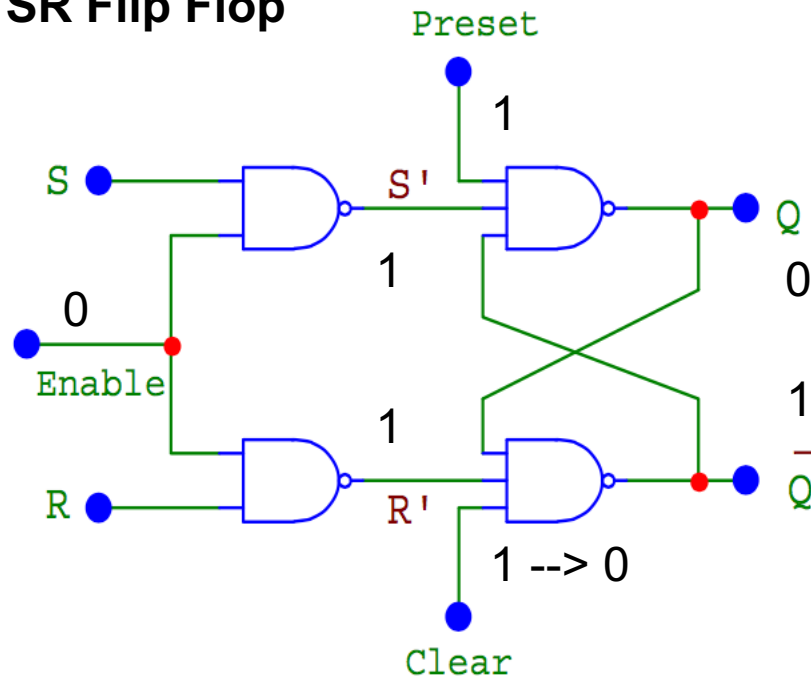 SR Flip Flop
Preset
1
S
S'
Q
1
0
0
Enable
1
1
Q
R
R'
1 --> 0
Clear